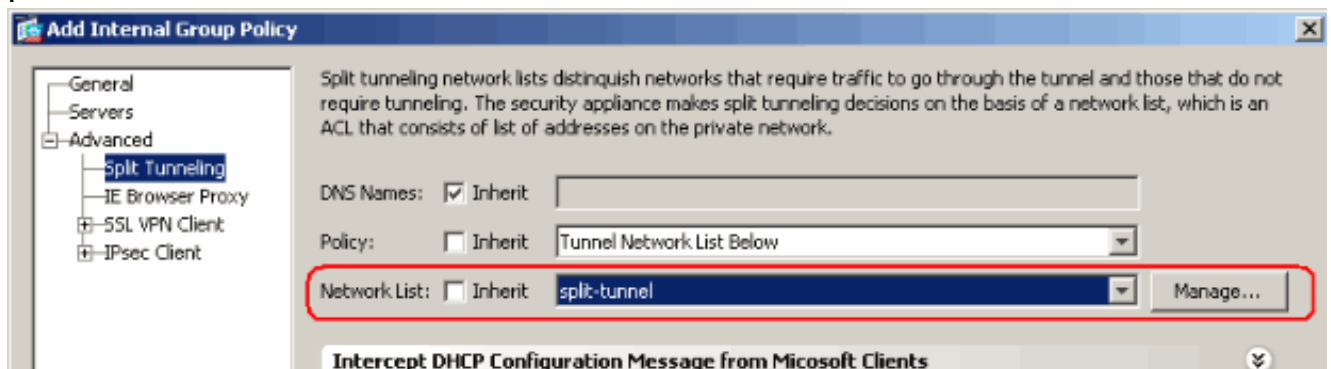 Add Internal Group Policy
General
Servers
Advanced
Split Tunneling
IE Browser Proxy
SSL VPN Client
IPsec Client
Split tunneling network lists distinquish networks that require traffic to go through the tunnel and those that do not
require tunneling. The security appliance makes split tunneling decisions on the basis of a network list, which is an
ACL that consists of list of addresses on the private network.
DNS Names: Inherit
Policy: Inherit Tunnel Network List Below
Network List: Inherit split-tunnel Manage...
Intercept DHCP Configuration Message from Micosoft Clients